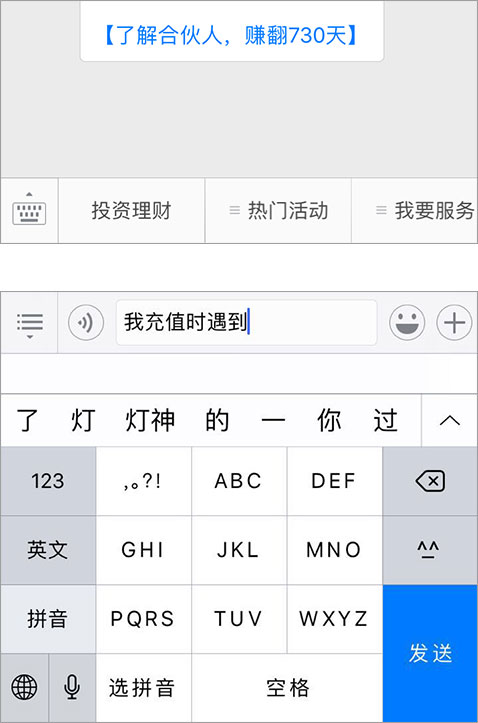 【了解合伙人，赚翻730天】
投资理财 热门活动 我要服务
我充值时遇到
了 灯 灯神 的 一 你 过
123 ,。?! ABC DEF
英文 GHI JKL MNO ^^
拼音 PQRS TUV WXYZ
发送
选拼音 空格